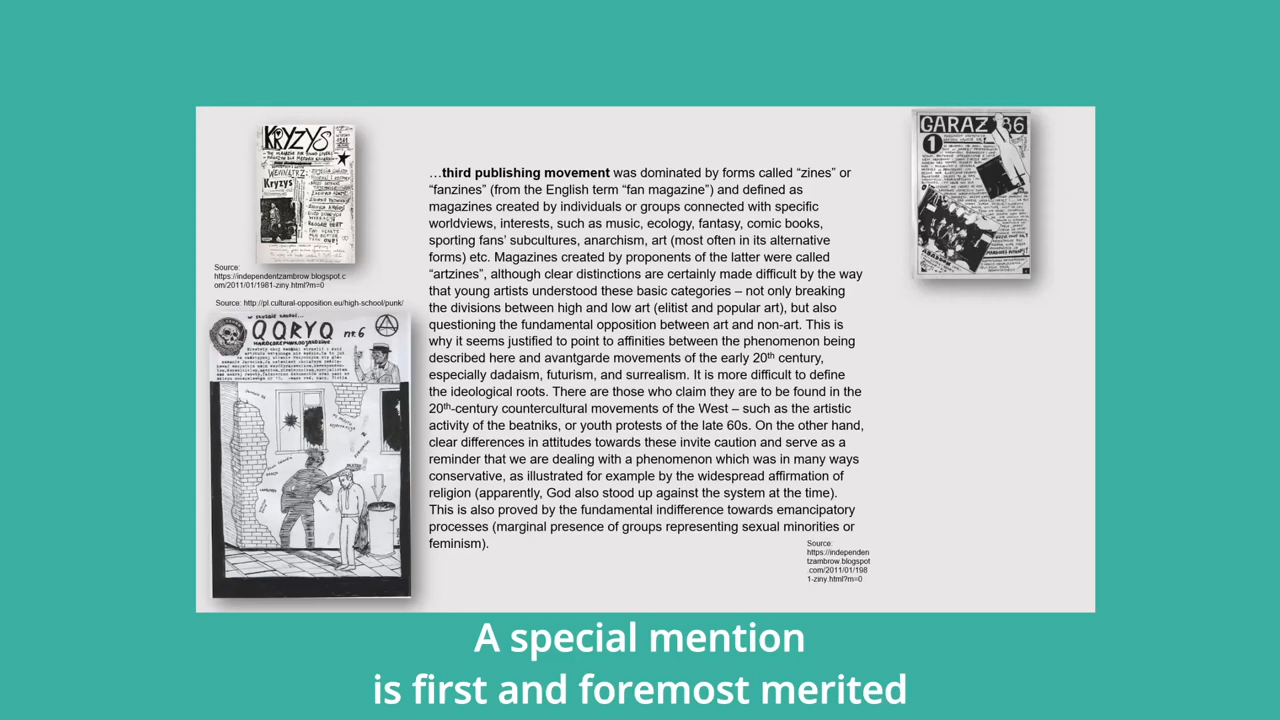 KRYZYS
Kryzys
Source:
https://independentzambrow.blogspot.c
om/2011/01/1981-ziny.html?m=0
Source: http://pl.cultural-opposition.eu/high-school/punk/
QQRYQ nr.6
…third publishing movement was dominated by forms called “zines” or
“fanzines” (from the English term “fan magazine”) and defined as
magazines created by individuals or groups connected with specific
worldviews, interests, such as music, ecology, fantasy, comic books,
sporting fans’ subcultures, anarchism, art (most often in its alternative
forms) etc. Magazines created by proponents of the latter were called
“artzines”, although clear distinctions are certainly made difficult by the way
that young artists understood these basic categories – not only breaking
the divisions between high and low art (elitist and popular art), but also
questioning the fundamental opposition between art and non-art. This is
why it seems justified to point to affinities between the phenomenon being
described here and avantgarde movements of the early 20th century,
especially dadaism, futurism, and surrealism. It is more difficult to define
the ideological roots. There are those who claim they are to be found in the
20th-century countercultural movements of the West – such as the artistic
activity of the beatniks, or youth protests of the late 60s. On the other hand,
clear differences in attitudes towards these invite caution and serve as a
reminder that we are dealing with a phenomenon which was in many ways
conservative, as illustrated for example by the widespread affirmation of
religion (apparently, God also stood up against the system at the time).
This is also proved by the fundamental indifference towards emancipatory
processes (marginal presence of groups representing sexual minorities or
feminism).
Source:
https://independen
tzambrow.blogspot
.com/2011/01/198
1-ziny.html?m=0
GARAZ 86
1
A special mention
is first and foremost merited